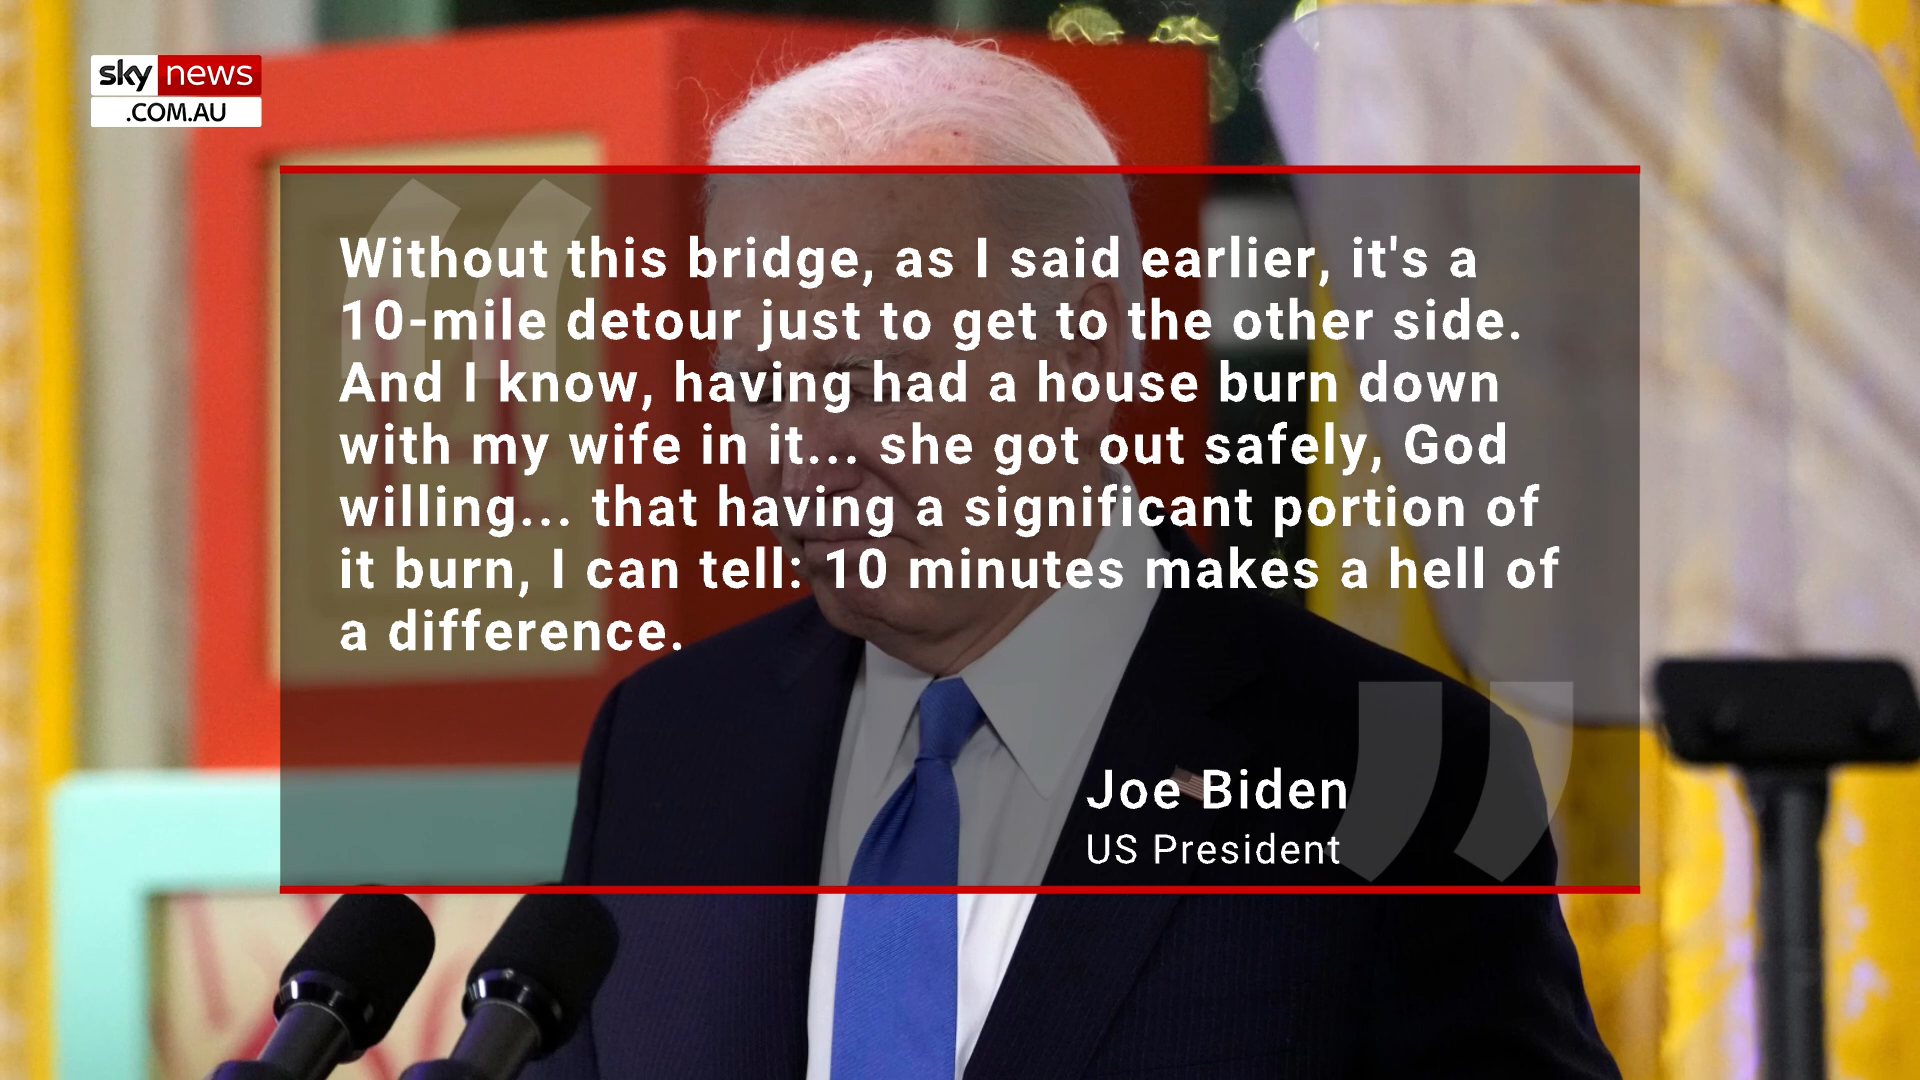 sky news
.COM.AU
Without this bridge, as I said earlier, it's a
10-mile detour just to get to the other side.
And I know, having had a house burn down
with my wife in it... she got out safely, God
willing... that having a significant portion of
it burn, I can tell: 10 minutes makes a hell of
a difference.
Joe Biden
US President